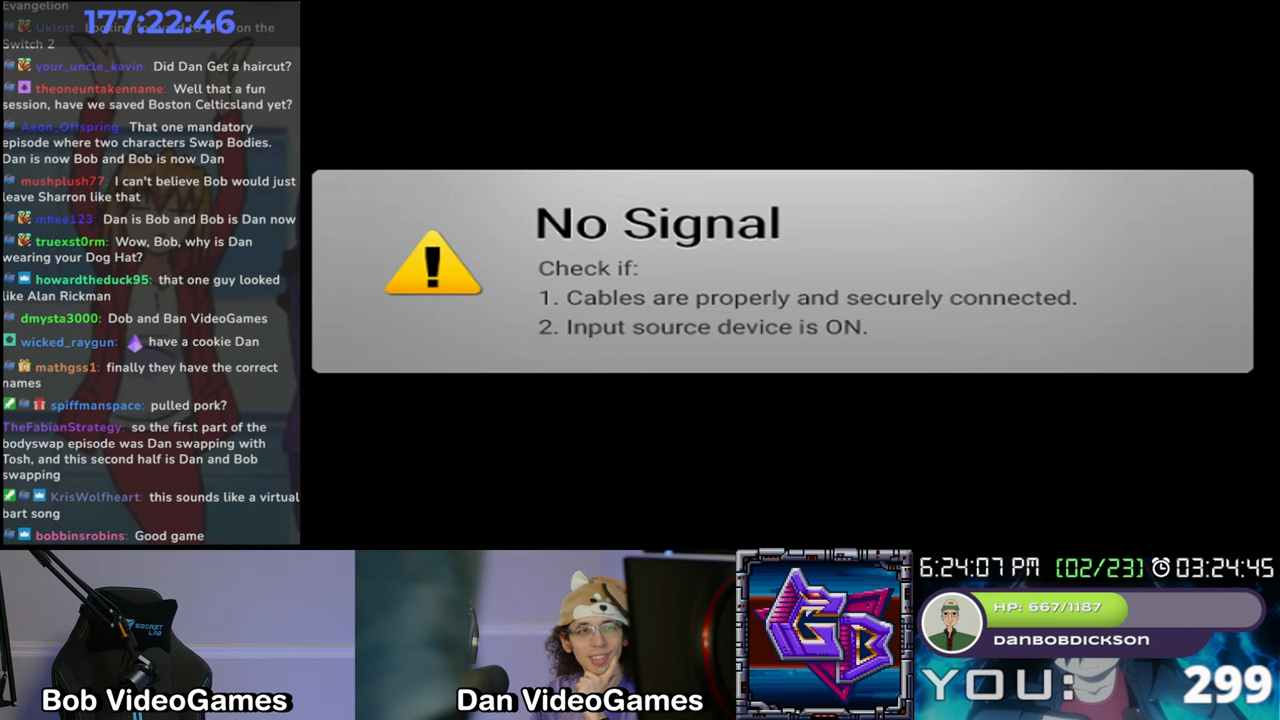 Evangelion
177:22:46
Uklott: Looking forward to on the
Switch 2
your_uncle_kevin: Did Dan Get a haircut?
theoneuntakenname: Well that a fun
session, have we saved Boston Celticsland yet?
Aeon_Offspring: That one mandatory
episode where two characters Swap Bodies.
Dan is now Bob and Bob is now Dan
mushplush77: I can't believe Bob would just
leave Sharron like that
mhee123: Dan is Bob and Bob is Dan now
truexst0rm: Wow, Bob, why is Dan
wearing your Dog Hat?
howardtheduck95: that one guy looked
like Alan Rickman
dmysta3000: Dob and Ban VideoGames
wicked_raygun: have a cookie Dan
mathgss1: finally they have the correct
names
spiffmanspace: pulled pork?
TheFabianStrategy: so the first part of the
bodyswap episode was Dan swapping with
Tosh, and this second half is Dan and Bob
swapping
KrisWolfheart: this sounds like a virtual
bart song
bobbinsrobins: Good game
No Signal
Check if:
1. Cables are properly and securely connected.
2. Input source device is ON.
!
SECRET
LAB
Bob VideoGames
Dan VideoGames
GB
6:24:07 PM [02/23] 03:24:45
HP: 667/1187
DANBOBDICKSON
YOU: 299